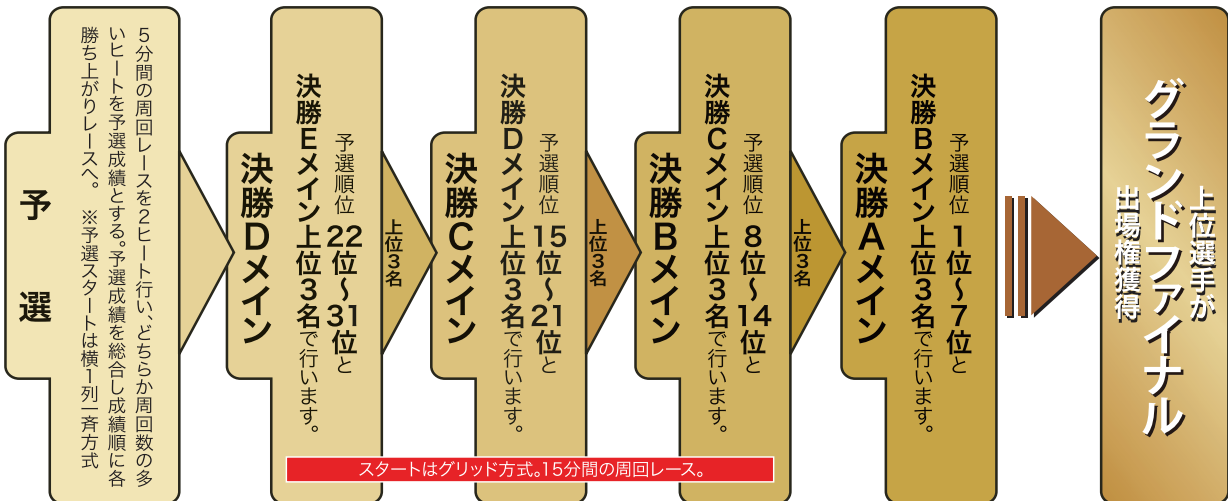 予選
5分間の周回レースを2ヒート行い、どちらか周回数の多
いヒートを予選成績とする。予選成績を総合し成績順に各
勝ち上がりレースへ。 ※予選スタートは横1列一斉方式
決勝Dメイン
予選順位 22位〜31位と
決勝Eメイン上位3名で行います。
上位3名
決勝Cメイン
予選順位 15位〜21位と
決勝Dメイン上位3名で行います。
上位3名
決勝Bメイン
予選順位 8位〜14位と
決勝Cメイン上位3名で行います。
上位3名
決勝Aメイン
予選順位 1位〜7位と
決勝Bメイン上位3名で行います。
スタートはグリッド方式。15分間の周回レース。
上位選手が
グランドファイナル
出場権獲得